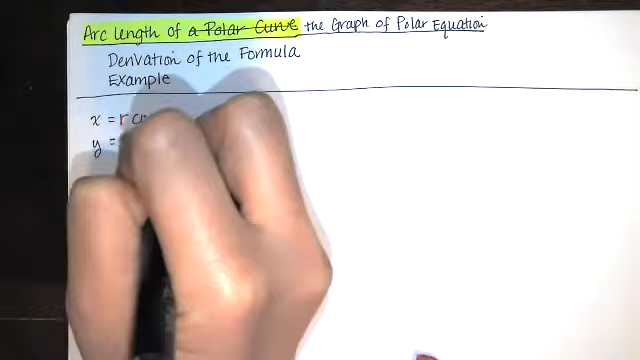 Arc length of a Polar Curve the Graph of Polar Equation
Derivation of the Formula
Example
x = r
y =